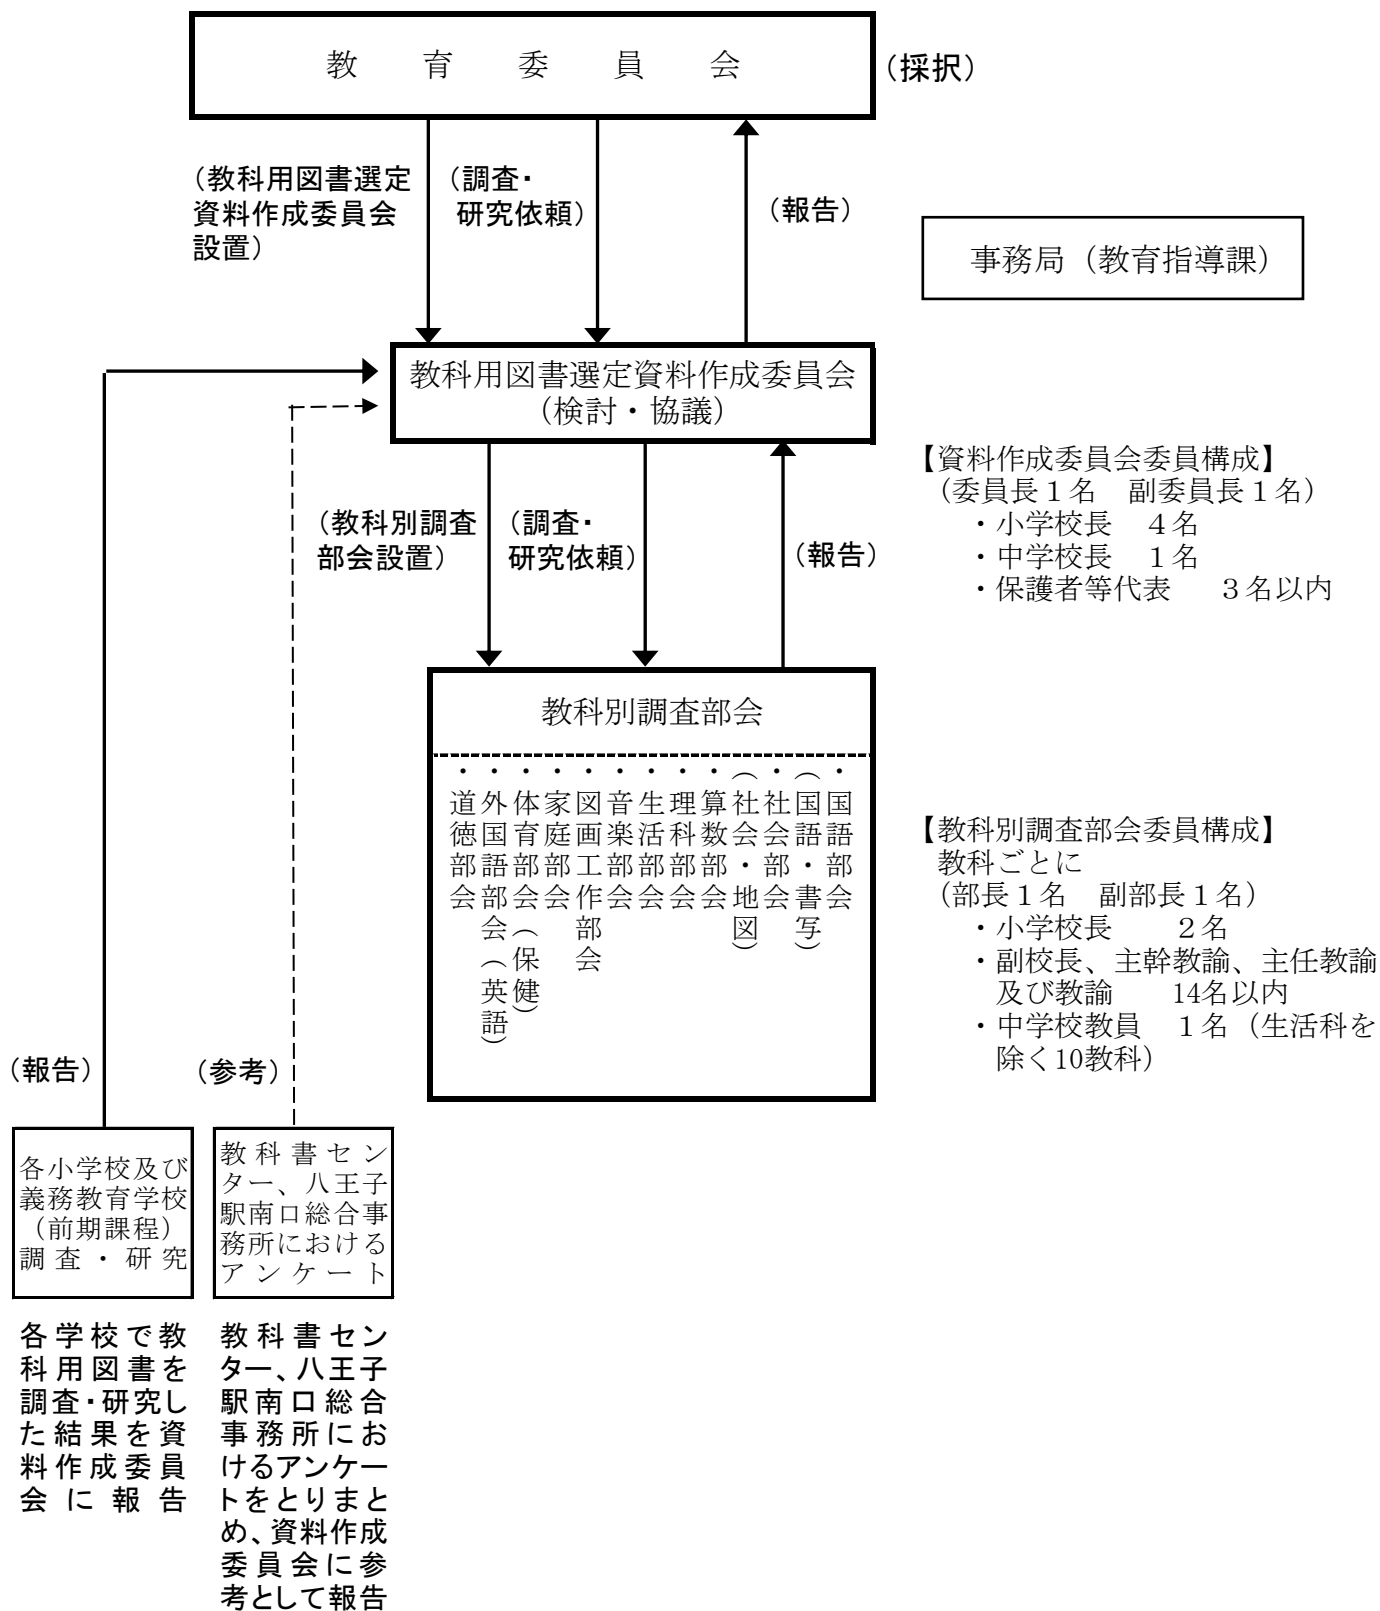 教育委員会
(採択)
(教科用図書選定
資料作成委員会
設置)
(調査・
研究依頼)
(報告)
事務局(教育指導課)
教科用図書選定資料作成委員会
(検討・協議)
【資料作成委員会委員構成】
(委員長1名 副委員長1名)
・小学校長 4名
・中学校長 1名
・保護者等代表 3名以内
(教科別調査
部会設置)
(調査・
研究依頼)
(報告)
教科別調査部会
・国語部会
(国語・書写)
・社会部会
(社会・地図)
・算数部会
・理科部会
・生活部会
・音楽部会
・図画工作部会
・家庭部会
・体育部会(保健)
・外国語部会(英語)
・道徳部会
【教科別調査部会委員構成】
教科ごとに
(部長1名 副部長1名)
・小学校長 2名
・副校長、主幹教諭、主任教諭
及び教諭 14名以内
・中学校教員 1名(生活科を
除く10教科)
(報告)
(参考)
各小学校及び
義務教育学校
(前期課程)
調査・研究
教科書セン
ター、八王子
駅南口総合事
務所における
アンケート
各学校で教
科用図書を
調査・研究し
た結果を資
料作成委員
会に報告
教科書セン
ター、八王子
駅南口総合
事務所にお
けるアンケー
トをとりまと
め、資料作成
委員会に参
考として報告